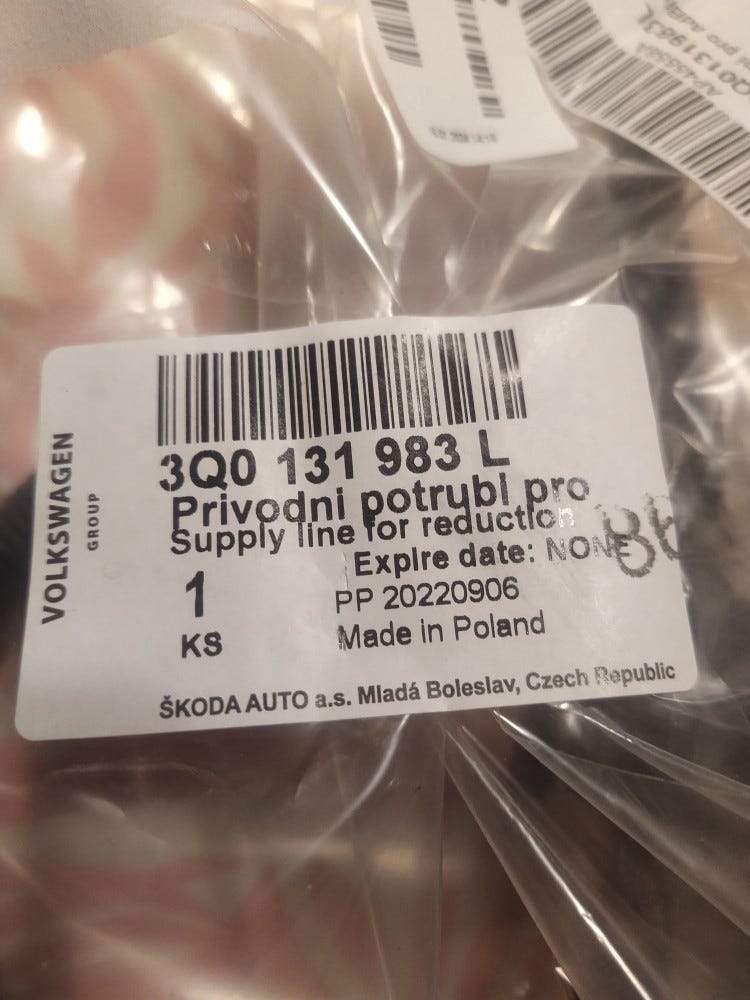 3Q0 131 983 L
Privodni potrubi pro
Supply line for reduction
Expire date: NONE
1
KS
PP 20220906
Made in Poland
ŠKODA AUTO a.s. Mladá Boleslav, Czech Republic
VOLKSWAGEN
GROUP